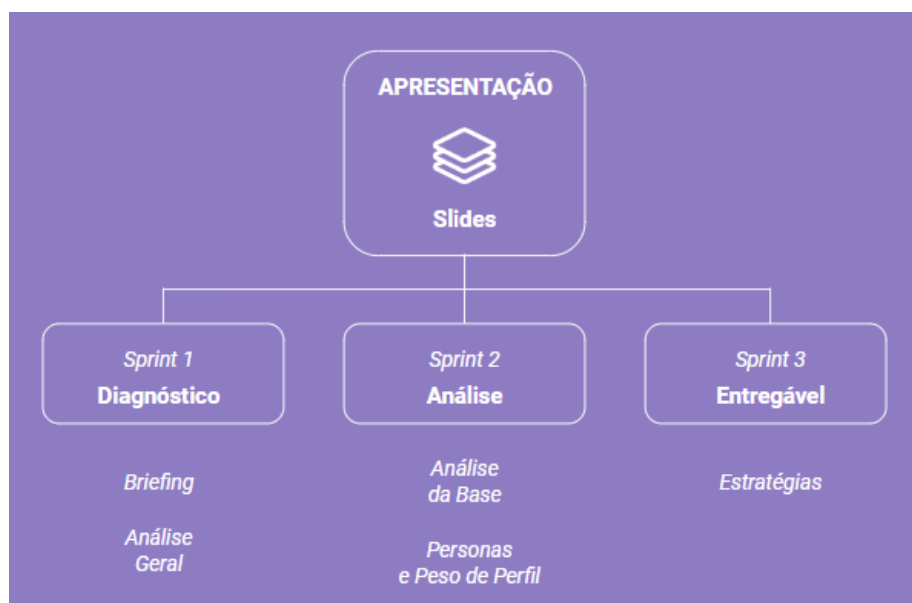 APRESENTAÇÃO
Slides
Sprint 1
Diagnóstico
Briefing
Análise
Geral
Sprint 2
Análise
Análise
da Base
Personas
e Peso de Perfil
Sprint 3
Entregável
Estratégias